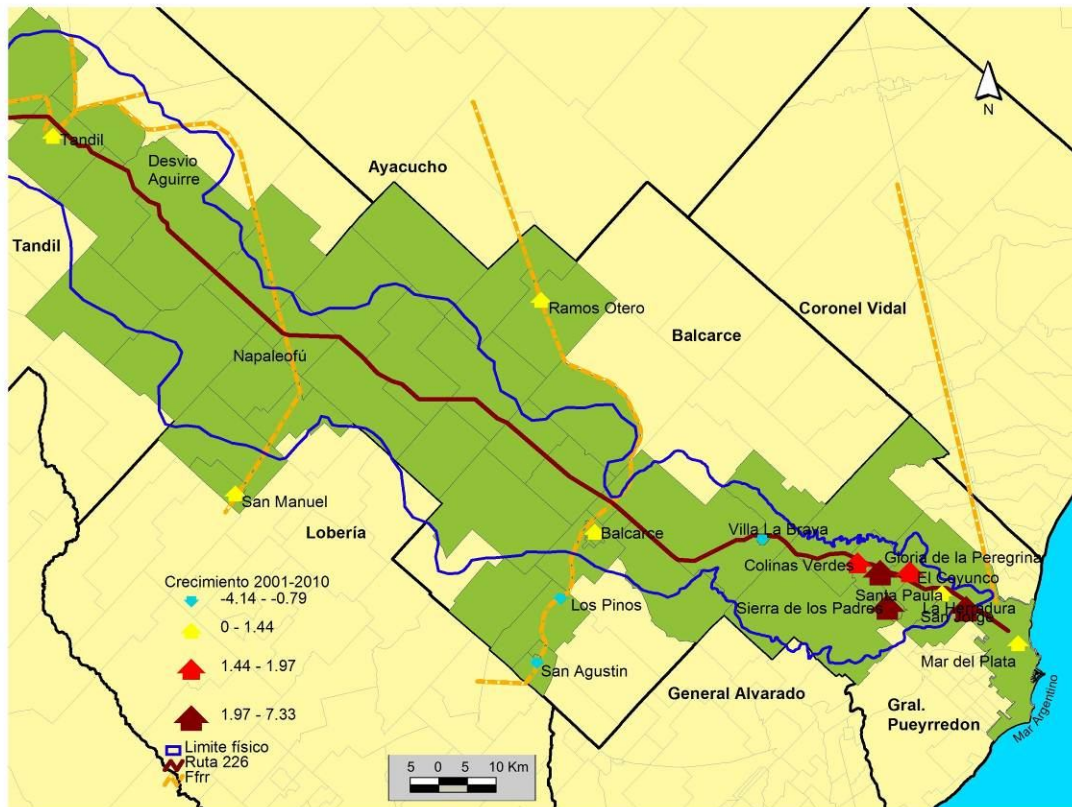 N
Tandil
Desvio
Aguirre
Ayacucho
Tandil
Ramos Otero
Coronel Vidal
Balcarce
Napaleofú
San Manuel
Lobería
Balcarce
Villa La Brava
Colinas Verdes
Gloria de la Peregrina
El Coyunco
Santa Paula
Sierra de los Padres
La Herradura
San Jorge
Los Pinos
San Agustin
Mar del Plata
General Alvarado
Gral.
Pueyrredon
Mar Argentino
Crecimiento 2001-2010
-4.14 - -0.79
0 - 1.44
1.44 - 1.97
1.97 - 7.33
Limite físico
Ruta 226
Ffrr
5 0 5 10 Km